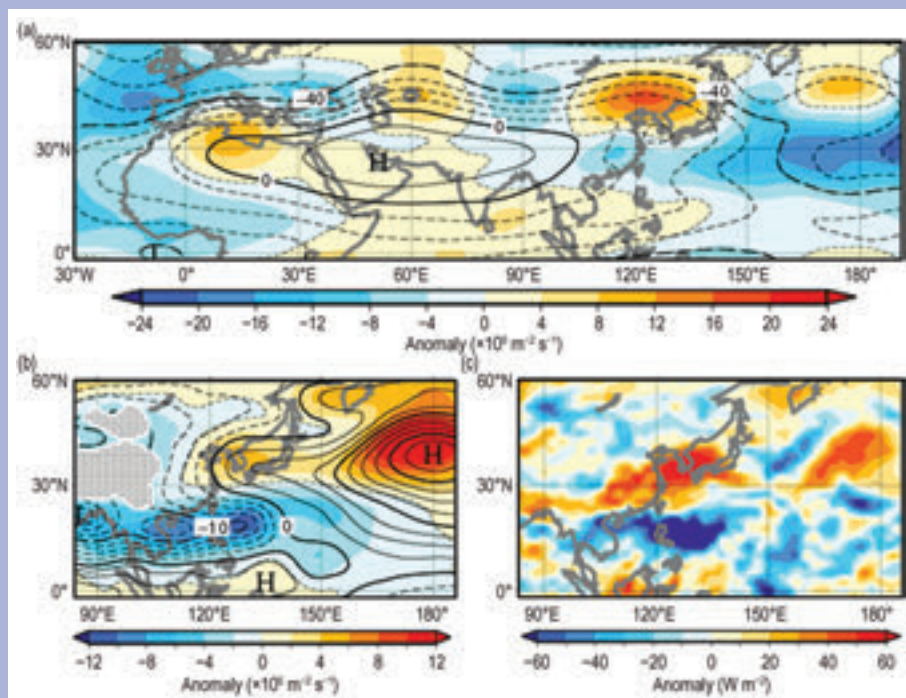 (a)
60°N
-40
-40
0
30°N
H
0
0°
30°W 0° 30°E 60°E 90°E 120°E 150°E 180°
-24 -20 -16 -12 -8 -4 0 4 8 12 16 20 24
Anomaly (×10⁶ m⁻² s⁻¹)
(b) (c)
60°N 60°N
H
30°N 30°N
-10 0
H
0° 0°
90°E 120°E 150°E 180° 90°E 120°E 150°E 180°
-12 -8 -4 0 4 8 12 -60 -40 -20 0 20 40 60
Anomaly (×10⁶ m⁻² s⁻¹) Anomaly (W m⁻²)